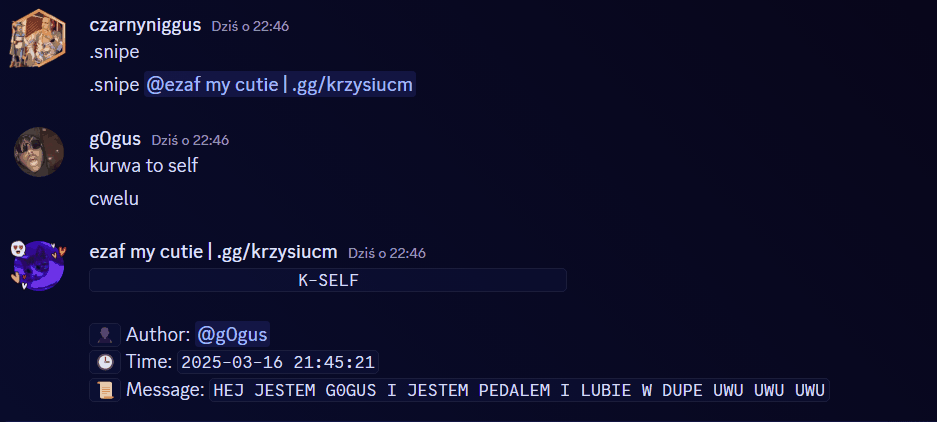 czarnyniggus Dziś o 22:46
.snipe
.snipe @ezaf my cutie | .gg/krzysiucm
g0gus Dziś o 22:46
kurwa to self
cwelu
ezaf my cutie | .gg/krzysiucm Dziś o 22:46
K-SELF
Author: @g0gus
Time: 2025-03-16 21:45:21
Message: HEJ JESTEM G0GUS I JESTEM PEDALEM I LUBIE W DUPE UWU UWU UWU